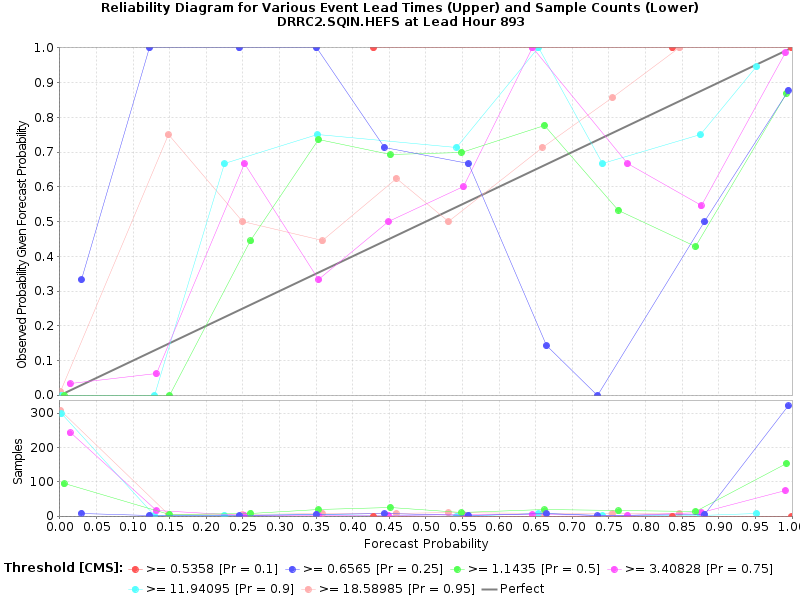 Reliability Diagram for Various Event Lead Times (Upper) and Sample Counts (Lower)
DRRC2.SQIN.HEFS at Lead Hour 893
Observed Probability Given Forecast Probability
1.0
0.9
0.8
0.7
0.6
0.5
0.4
0.3
0.2
0.1
0.0
Samples
300
200
100
0
0.00 0.05 0.10 0.15 0.20 0.25 0.30 0.35 0.40 0.45 0.50 0.55 0.60 0.65 0.70 0.75 0.80 0.85 0.90 0.95 1.0
Forecast Probability
Threshold [CMS]: >= 0.5358 [Pr = 0.1] >= 0.6565 [Pr = 0.25] >= 1.1435 [Pr = 0.5] >= 3.40828 [Pr = 0.75]
>= 11.94095 [Pr = 0.9] >= 18.58985 [Pr = 0.95] Perfect